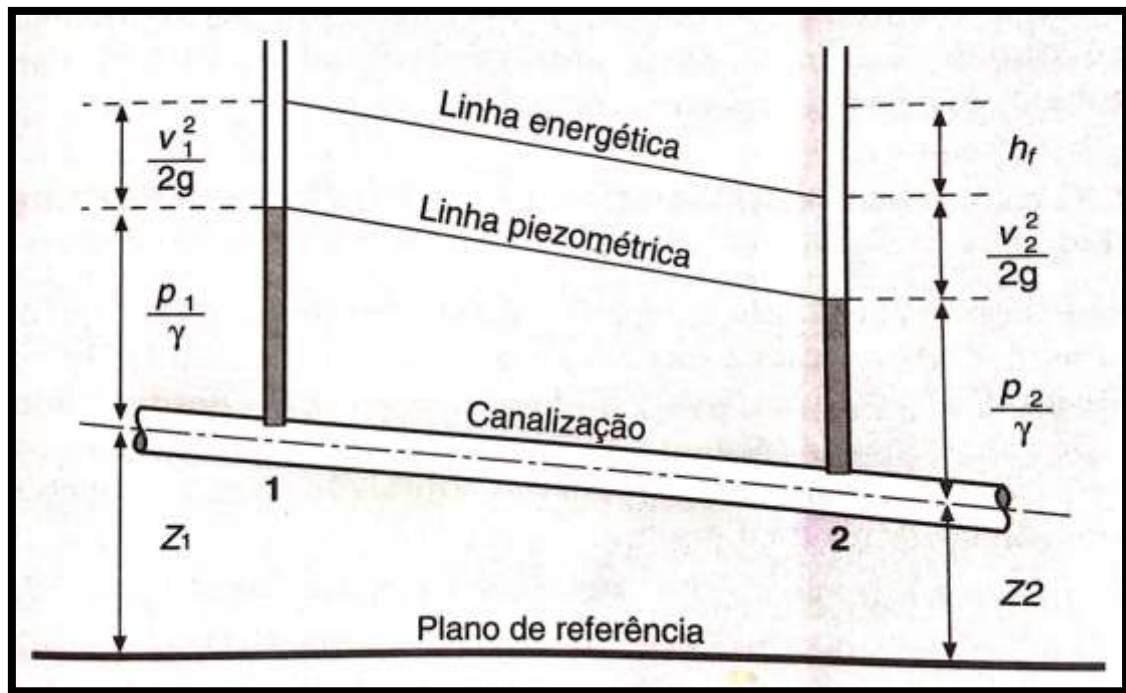 Linha energética
v₁²/2g
h_f
Linha piezométrica
v₂²/2g
p₁/γ
p₂/γ
Canalização
1
2
Z₁
Z2
Plano de referência